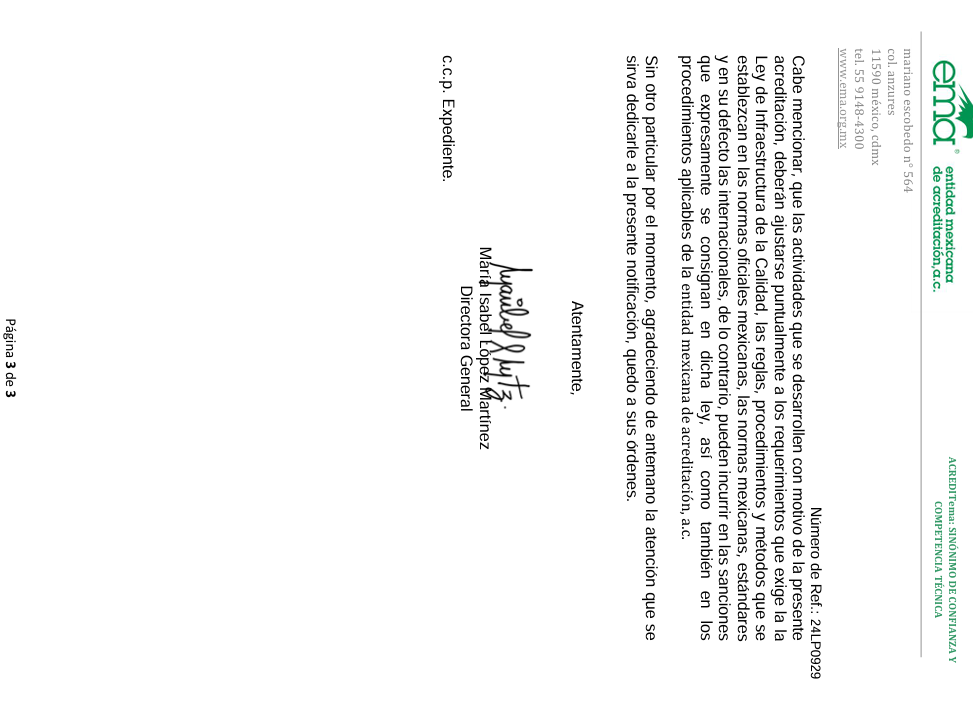 ema®
entidad mexicana
de acreditación, a.c.
ACREDITema: SINÓNIMO DE CONFIANZA Y
COMPETENCIA TÉCNICA
mariano escobedo n° 564
col. anzures
11590 méxico, cdmx
tel. 55 9148-4300
www.ema.org.mx
Número de Ref.: 24LP0929
Cabe mencionar, que las actividades que se desarrollen con motivo de la presente
acreditación, deberán ajustarse puntualmente a los requerimientos que exige la la
Ley de Infraestructura de la Calidad, las reglas, procedimientos y métodos que se
establezcan en las normas oficiales mexicanas, las normas mexicanas, estándares
y en su defecto las internacionales, de lo contrario, pueden incurrir en las sanciones
que expresamente se consignan en dicha ley, así como también en los
procedimientos aplicables de la entidad mexicana de acreditación, a.c.
Sin otro particular por el momento, agradeciendo de antemano la atención que se
sirva dedicarle a la presente notificación, quedo a sus órdenes.
Atentamente,
María Isabel López Martínez
Directora General
c.c.p. Expediente.
Página 3 de 3